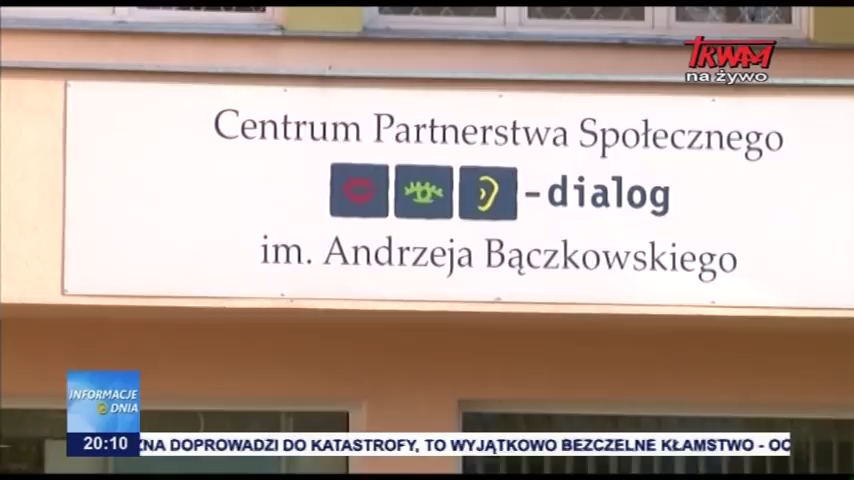 TRWAM
na żywo
Centrum Partnerstwa Społecznego
-dialog
im. Andrzeja Bączkowskiego
INFORMACJE
DNIA
20:10
ZNA DOPROWADZI DO KATASTROFY, TO WYJĄTKOWO BEZCZELNE KŁAMSTWO - OC